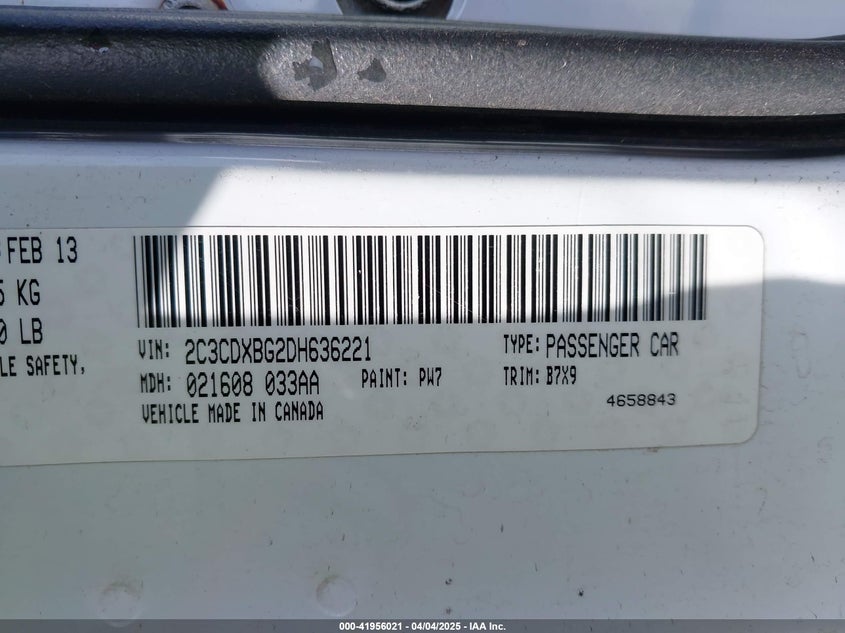 FEB 13
KG
LB
LE SAFETY,
VIN: 2C3CDXBG2DH636221
TYPE: PASSENGER CAR
MDH: 021608 033AA
PAINT: PW7
TRIM: B7X9
VEHICLE MADE IN CANADA
4658843
000-41956021 - 04/04/2025 - IAA Inc.